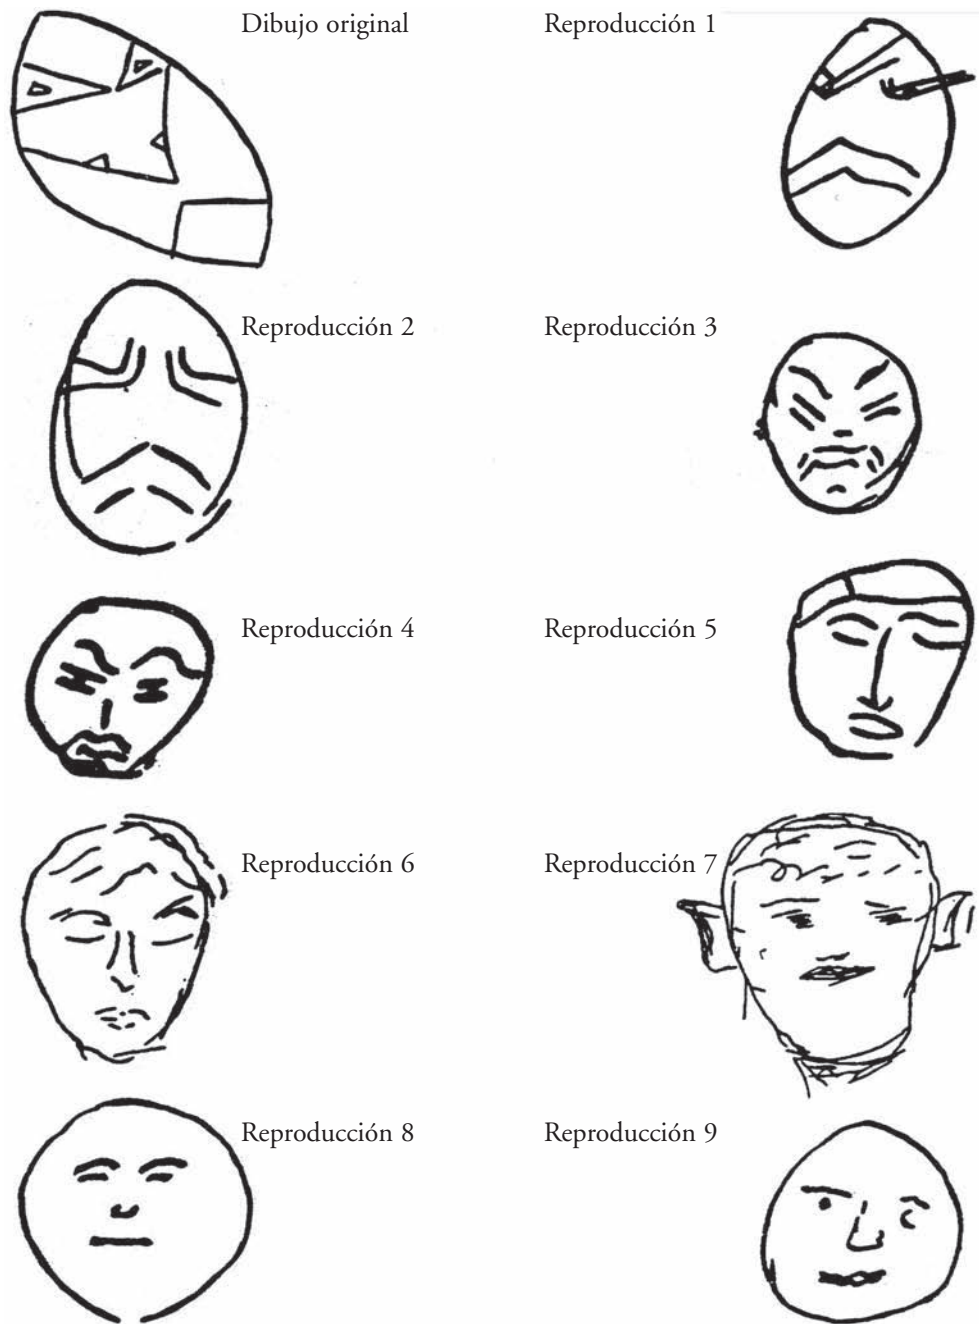 Dibujo original
Reproducción 1
Reproducción 2
Reproducción 3
Reproducción 4
Reproducción 5
Reproducción 6
Reproducción 7
Reproducción 8
Reproducción 9